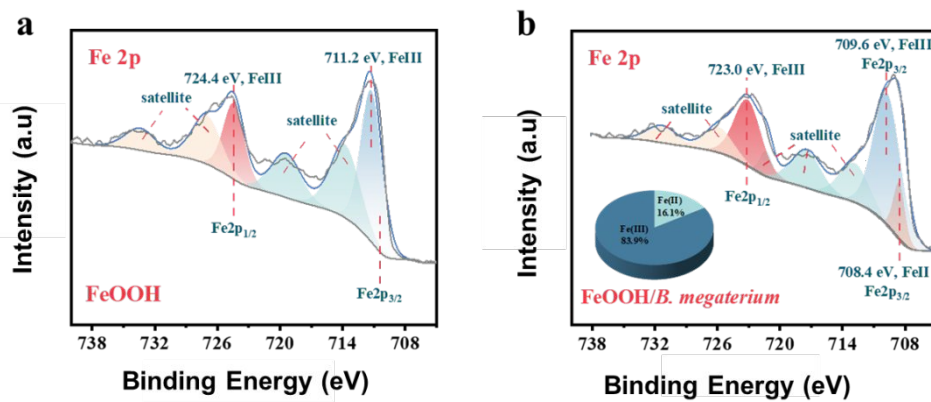 a
Fe 2p
724.4 eV, FeIII
711.2 eV, FeIII
satellite
satellite
Fe2p1/2
Fe2p3/2
FeOOH
Intensity (a.u)
738 732 726 720 714 708
Binding Energy (eV)
b
Fe 2p
723.0 eV, FeIII
709.6 eV, FeIII
Fe2p3/2
satellite
satellite
Fe2p1/2
Fe(II)
16.1%
Fe(III)
83.9%
708.4 eV, FeII
Fe2p3/2
FeOOH/B. megaterium
Intensity (a.u)
738 732 726 720 714 708
Binding Energy (eV)